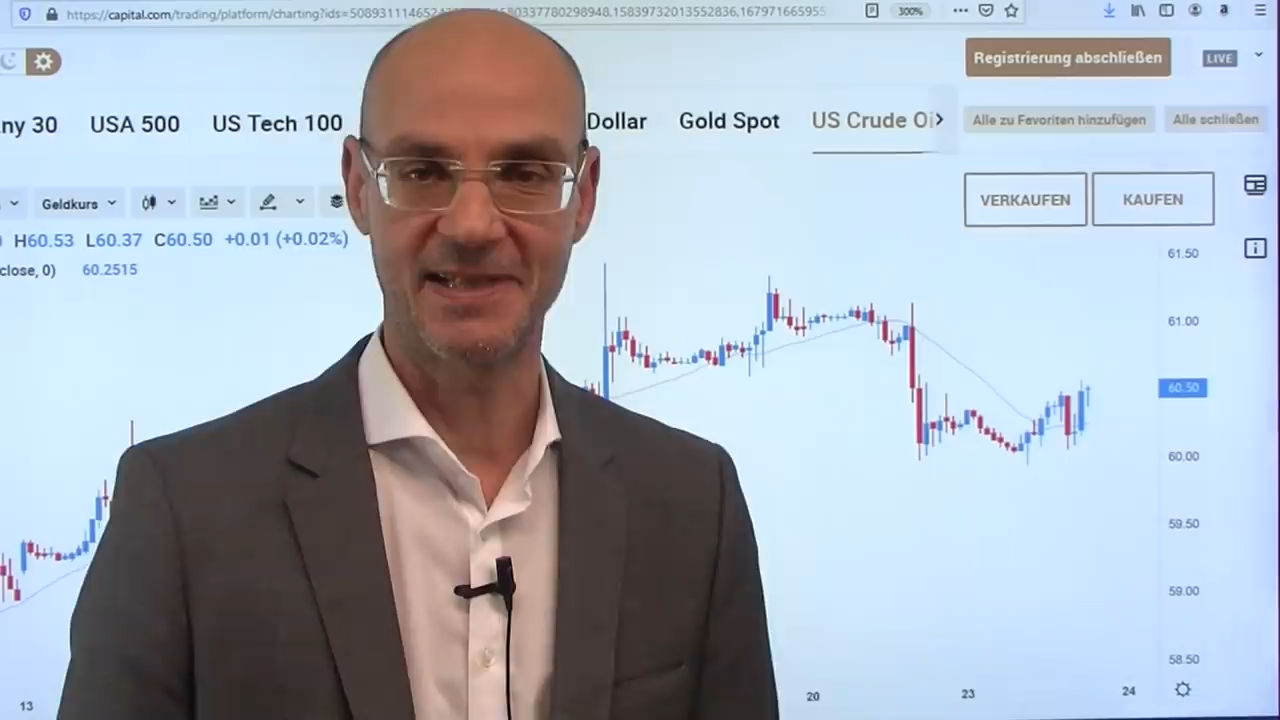 https://capital.com/trading/platform/charting?ids=
300%
Registrierung abschließen
LIVE
ny 30 USA 500 US Tech 100 Dollar Gold Spot US Crude Oi
Alle zu Fevoriten hinzufügen
Alle schließen
Geldkurs
VERKAUFEN
KAUFEN
H60.53 L60.37 C60.50 +0.01 (+0.02%)
close, 0) 60.2515
61.50
61.00
60.50
60.00
59.50
59.00
58.50
13 20 23 24